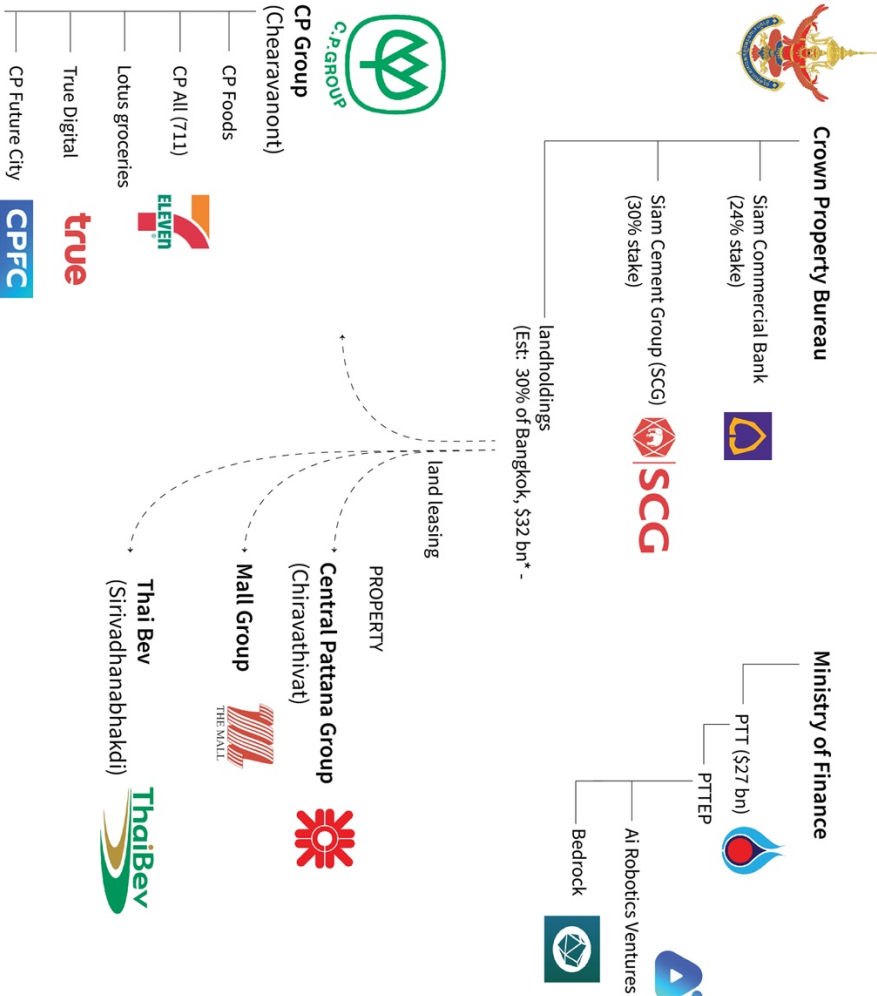 Crown Property Bureau
Siam Commercial Bank
(24% stake)
Siam Cement Group (SCG)
(30% stake)
SCG
landholdings
(Est:  30% of Bangkok, $32 bn* -
land leasing
Ministry of Finance
PTT ($27 bn)
PTTEP
Ai Robotics Ventures
Bedrock
PROPERTY
Central Pattana Group
(Chiravathivat)
Mall Group
THE MALL
Thai Bev
(Sirivadhanabhakdi)
ThaiBev
C.P.GROUP
CP Group
(Chearavanont)
CP Foods
CP All (711)
7
ELEVEn
Lotus groceries
True Digital
true
CP Future City
CPFC